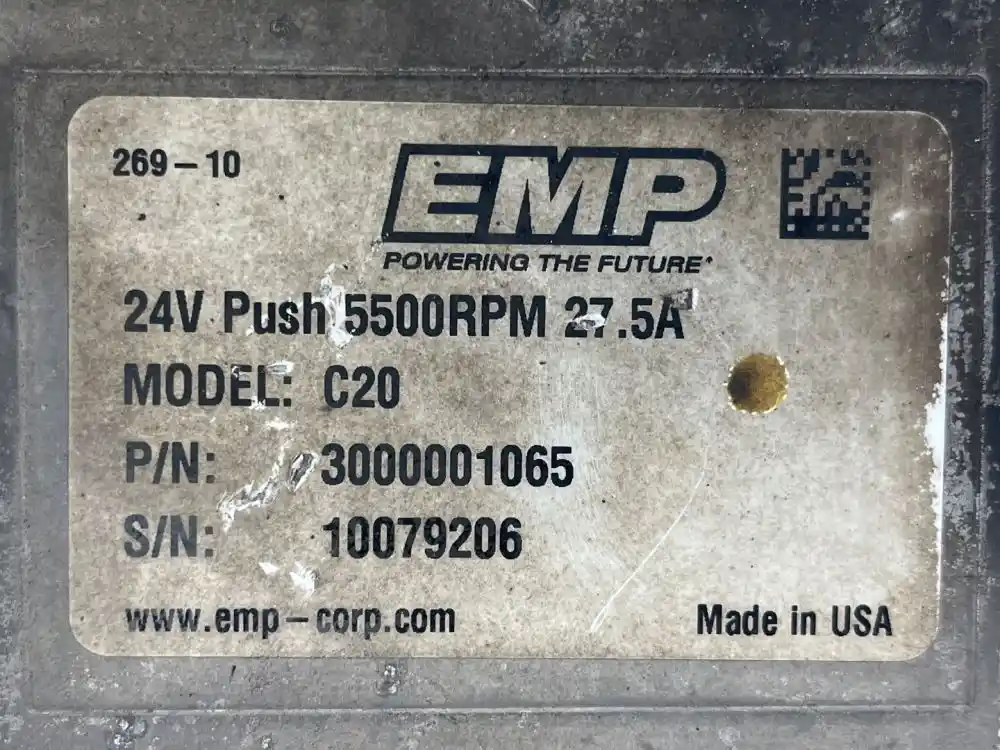 269-10
EMP
POWERING THE FUTURE
24V Push 5500RPM 27.5A
MODEL: C20
P/N: 3000001065
S/N: 10079206
www.emp-corp.com
Made in USA